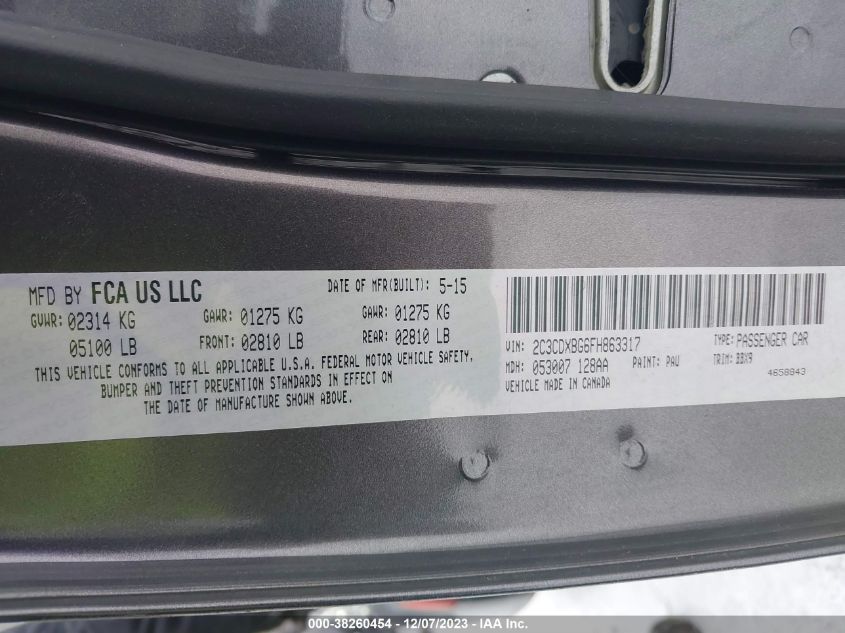 MFD BY FCA US LLC
DATE OF MFR(BUILT): 5-15
GVWR: 02314 KG
GAWR: 01275 KG
GAWR: 01275 KG
05100 LB
FRONT: 02810 LB
REAR: 02810 LB
THIS VEHICLE CONFORMS TO ALL APPLICABLE U.S.A. FEDERAL MOTOR VEHICLE SAFETY,
BUMPER AND THEFT PREVENTION STANDARDS IN EFFECT ON
THE DATE OF MANUFACTURE SHOWN ABOVE.
VIN: 2C3CDXBG6FH863317
TYPE: PASSENGER CAR
MDH: 053007 128AA
PAINT: PAU
TRIM: BBX9
VEHICLE MADE IN CANADA
4658843
000-38260454 - 12/07/2023 - IAA Inc.